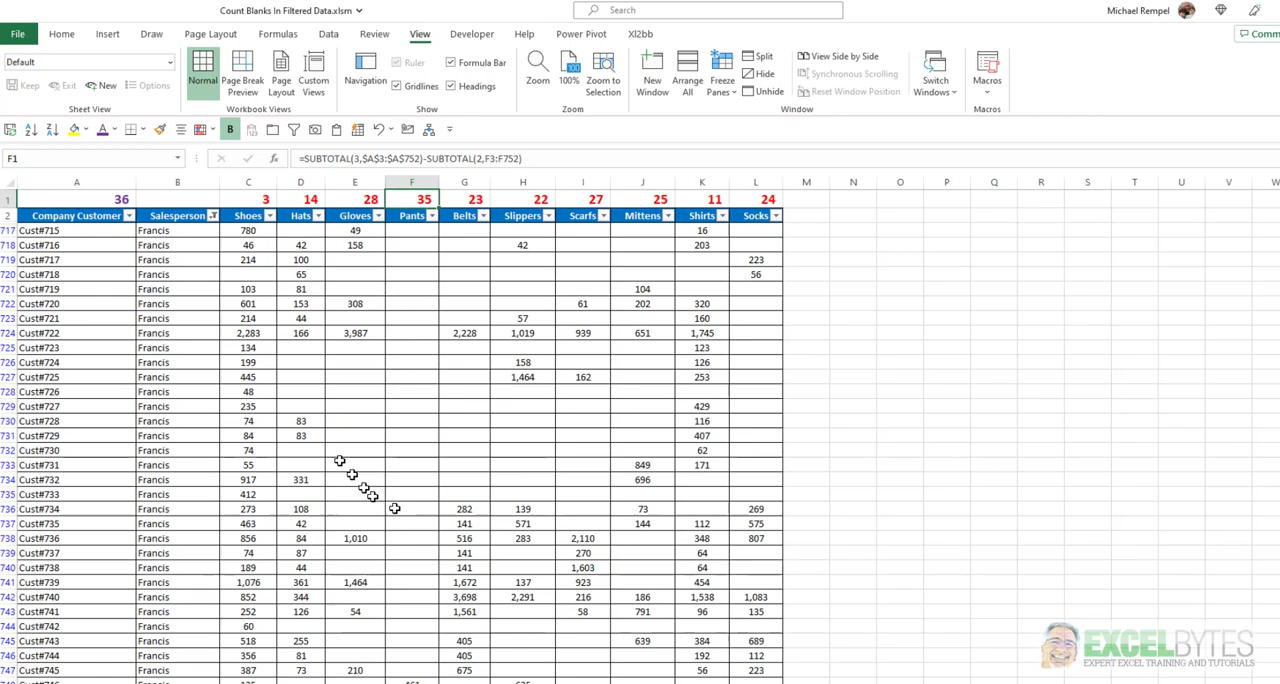 Count Blanks In Filtered Data.xlsm
Search
Michael Rempel
File Home Insert Draw Page Layout Formulas Data Review View Developer Help Power Pivot Xl2bb Comm
Default
Keep Exit New Options
Sheet View
Normal Page Break Preview Page Layout Custom Views
Workbook Views
Navigation Ruler Formula Bar Gridlines Headings
Show
Zoom 100% Zoom to Selection
Zoom
New Window Arrange All Freeze Panes Split Hide Unhide View Side by Side Synchronous Scrolling Reset Window Position Switch Windows
Window
Macros
Macros
F1 fx =SUBTOTAL(3,$A$3:$A$752)-SUBTOTAL(2,F3:F752)
A B C D E F G H I J K L M N O P Q R S T U V W
1 36 3 14 28 35 23 22 27 25 11 24
2 Company Customer Salesperson Shoes Hats Gloves Pants Belts Slippers Scarfs Mittens Shirts Socks
717 Cust#715 Francis 780 49 16
718 Cust#716 Francis 46 42 158 42 203
719 Cust#717 Francis 214 100 223
720 Cust#718 Francis 65 56
721 Cust#719 Francis 103 81 104
722 Cust#720 Francis 601 153 308 61 202 320
723 Cust#721 Francis 214 44 57 160
724 Cust#722 Francis 2,283 166 3,987 2,228 1,019 939 651 1,745
725 Cust#723 Francis 134 123
726 Cust#724 Francis 199 158 126
727 Cust#725 Francis 445 1,464 162 253
728 Cust#726 Francis 48
729 Cust#727 Francis 235 429
730 Cust#728 Francis 74 83 116
731 Cust#729 Francis 84 83 407
732 Cust#730 Francis 74 62
733 Cust#731 Francis 55 849 171
734 Cust#732 Francis 917 331 696
735 Cust#733 Francis 412
736 Cust#734 Francis 273 108 282 139 73 269
737 Cust#735 Francis 463 42 141 571 144 112 575
738 Cust#736 Francis 856 84 1,010 516 283 2,110 348 807
739 Cust#737 Francis 74 87 141 270 64
740 Cust#738 Francis 189 44 141 1,603 64
741 Cust#739 Francis 1,076 361 1,464 1,672 137 923 454
742 Cust#740 Francis 852 344 3,698 2,291 216 186 1,538 1,083
743 Cust#741 Francis 252 126 54 1,561 58 791 96 135
744 Cust#742 Francis 60
745 Cust#743 Francis 518 255 405 639 384 689
746 Cust#744 Francis 356 81 405 192 112
747 Cust#745 Francis 387 73 210 675 56 223
EXCELBYTES
EXPERT EXCEL TRAINING AND TUTORIALS